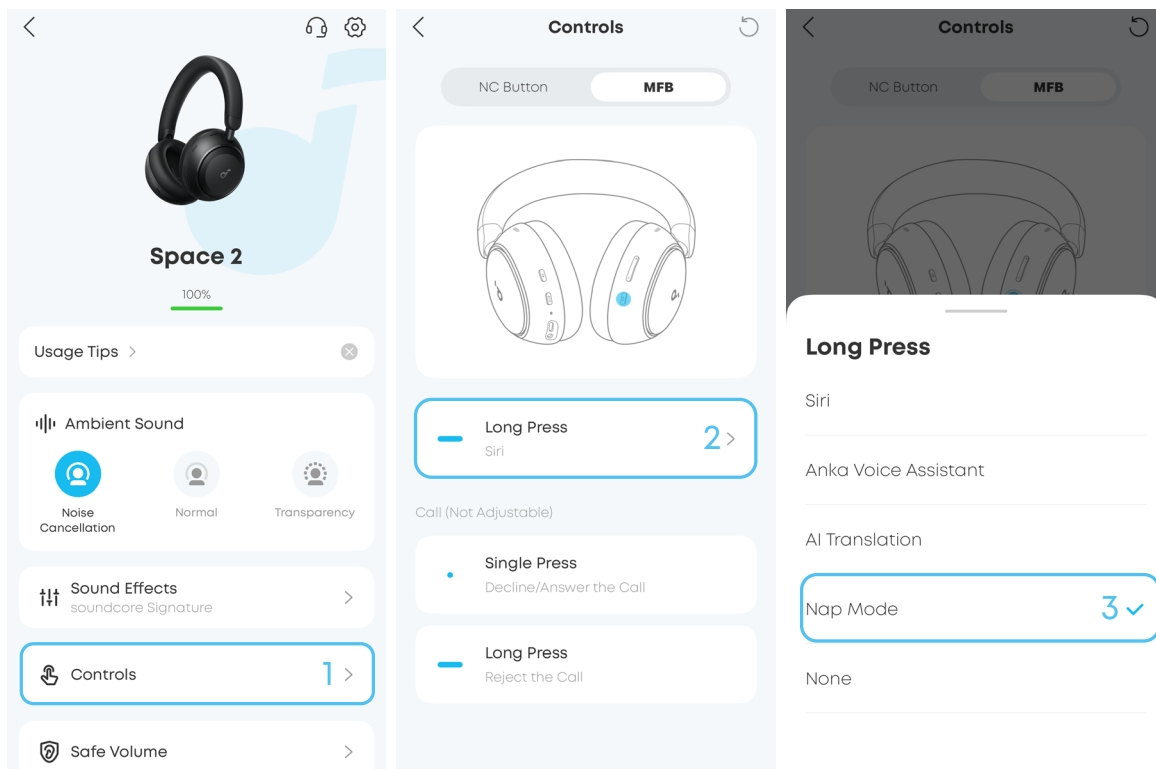 Space 2
100%
Usage Tips
Ambient Sound
Noise
Cancellation
Normal
Transparency
Sound Effects
soundcore Signature
Controls
1
Safe Volume
Controls
NC Button
MFB
Long Press
Siri
2
Call (Not Adjustable)
Single Press
Decline/Answer the Call
Long Press
Reject the Call
Controls
NC Button
MFB
Long Press
Siri
Anka Voice Assistant
AI Translation
Nap Mode
3
None